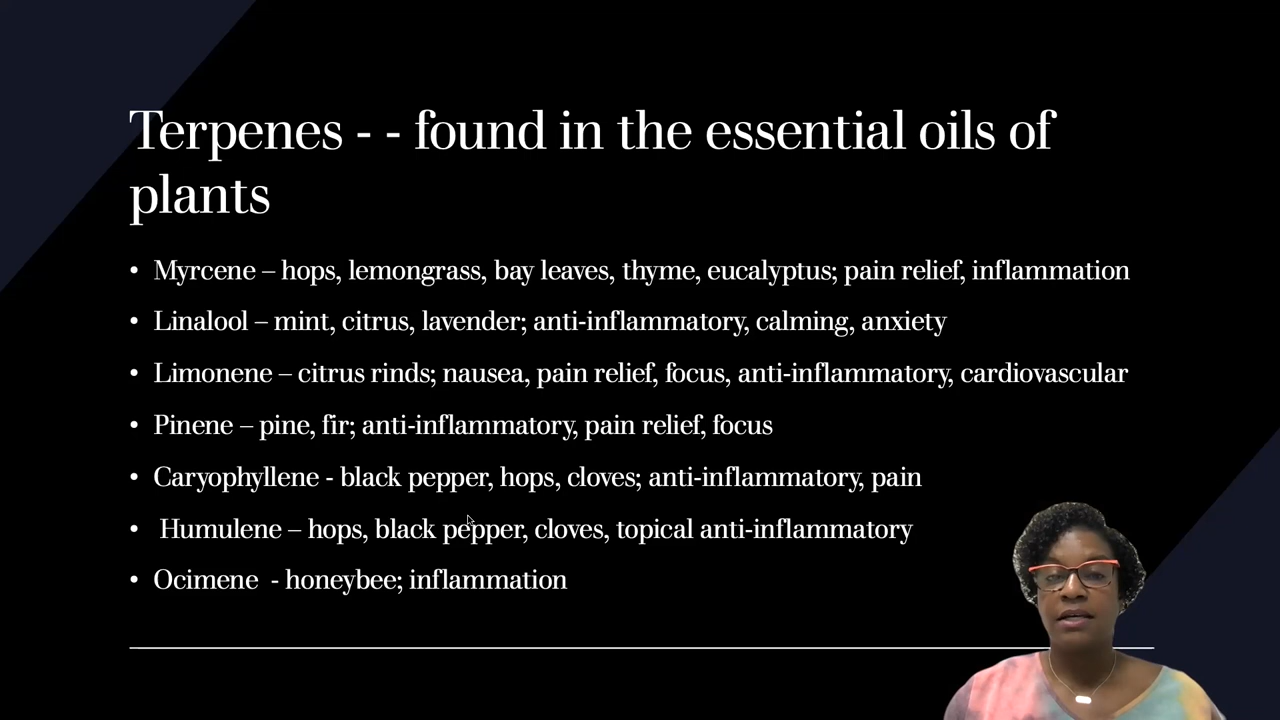 Terpenes - - found in the essential oils of
plants
• Myrcene – hops, lemongrass, bay leaves, thyme, eucalyptus; pain relief, inflammation
• Linalool – mint, citrus, lavender; anti-inflammatory, calming, anxiety
• Limonene – citrus rinds; nausea, pain relief, focus, anti-inflammatory, cardiovascular
• Pinene – pine, fir; anti-inflammatory, pain relief, focus
• Caryophyllene - black pepper, hops, cloves; anti-inflammatory, pain
• Humulene – hops, black pepper, cloves, topical anti-inflammatory
• Ocimene - honeybee; inflammation